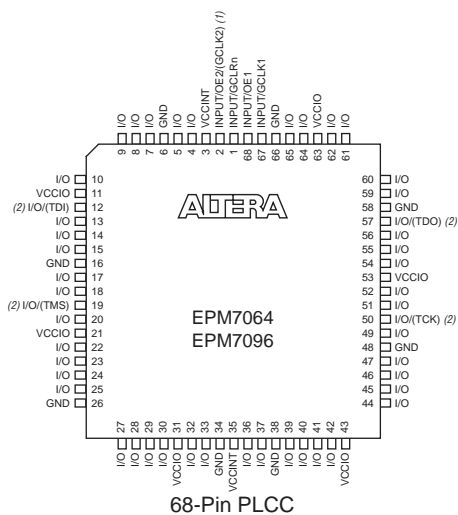 I/O
I/O
I/O
GND
I/O
I/O
VCCINT
INPUT/OE2/(GCLK2) (1)
INPUT/GCLRn
INPUT/OE1
INPUT/GCLK1
GND
I/O
I/O
VCCIO
I/O
I/O
9 8 7 6 5 4 3 2 1 68 67 66 65 64 63 62 61
I/O 10
VCCIO 11
(2) I/O/(TDI) 12
I/O 13
I/O 14
I/O 15
GND 16
I/O 17
I/O 18
(2) I/O/(TMS) 19
I/O 20
VCCIO 21
I/O 22
I/O 23
I/O 24
I/O 25
GND 26
ALTERA
EPM7064
EPM7096
60 I/O
59 I/O
58 GND
57 I/O/(TDO) (2)
56 I/O
55 I/O
54 I/O
53 VCCIO
52 I/O
51 I/O
50 I/O/(TCK) (2)
49 I/O
48 GND
47 I/O
46 I/O
45 I/O
44 I/O
27 28 29 30 31 32 33 34 35 36 37 38 39 40 41 42 43
I/O
I/O
I/O
I/O
VCCIO
I/O
I/O
GND
VCCINT
I/O
I/O
GND
I/O
I/O
I/O
I/O
VCCIO
68-Pin PLCC